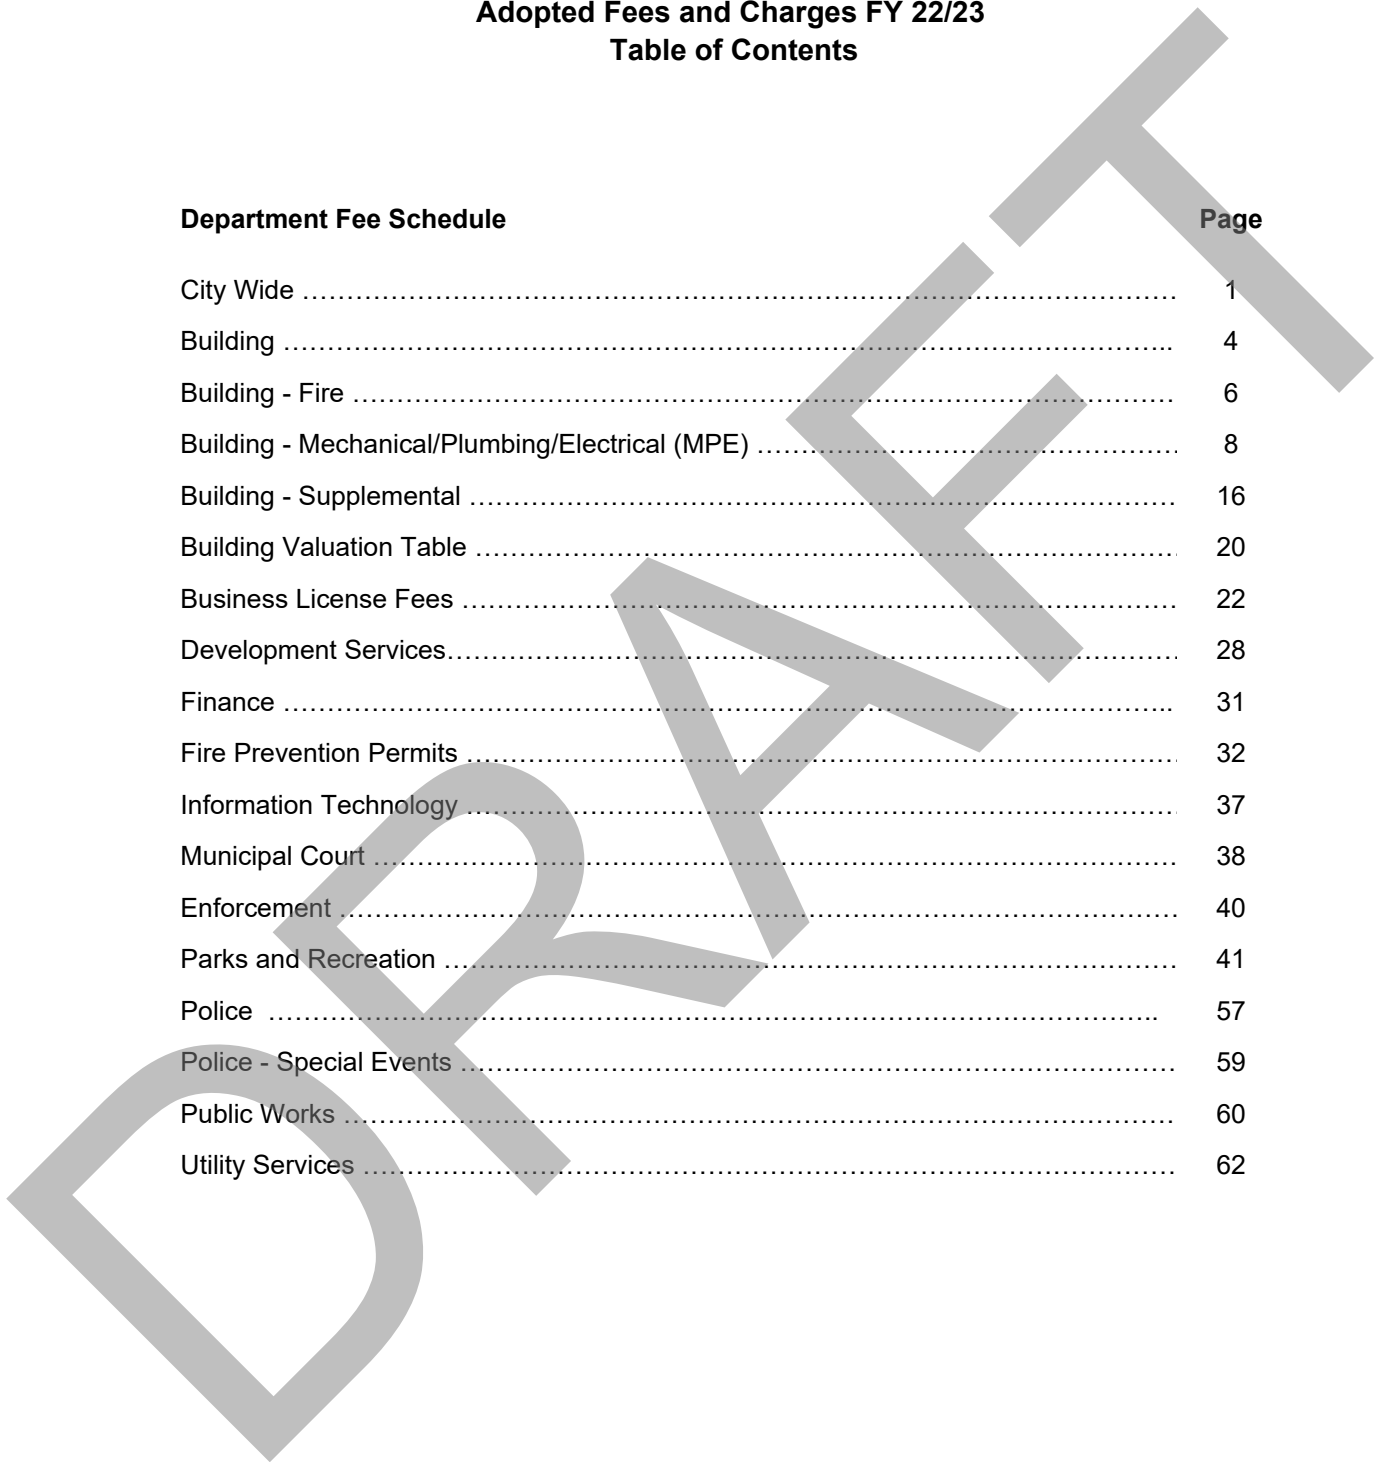 Adopted Fees and Charges FY 22/23
Table of Contents
Department Fee Schedule Page
City Wide ………………………………………………………………………………………… 1
Building ………………………………………………………………………………………….. 4
Building - Fire …………………………………………………………………………………… 6
Building - Mechanical/Plumbing/Electrical (MPE) …………………………………………. 8
Building - Supplemental ………………………………………………………………………. 16
Building Valuation Table ………………………………………………………………………. 20
Business License Fees ………………………………………………………………………… 22
Development Services…………………………………………………………………………. 28
Finance ………………………………………………………………………………………….. 31
Fire Prevention Permits ……………………………………………………………………….. 32
Information Technology ……………………………………………………………………….. 37
Municipal Court ………………………………………………………………………………… 38
Enforcement ……………………………………………………………………………………. 40
Parks and Recreation …………………………………………………………………………. 41
Police ………………………………………………………………………………………….. 57
Police - Special Events ……………………………………………………………………….. 59
Public Works ……………………………………………………………………………………. 60
Utility Services …………………………………………………………………………………. 62
DRAFT